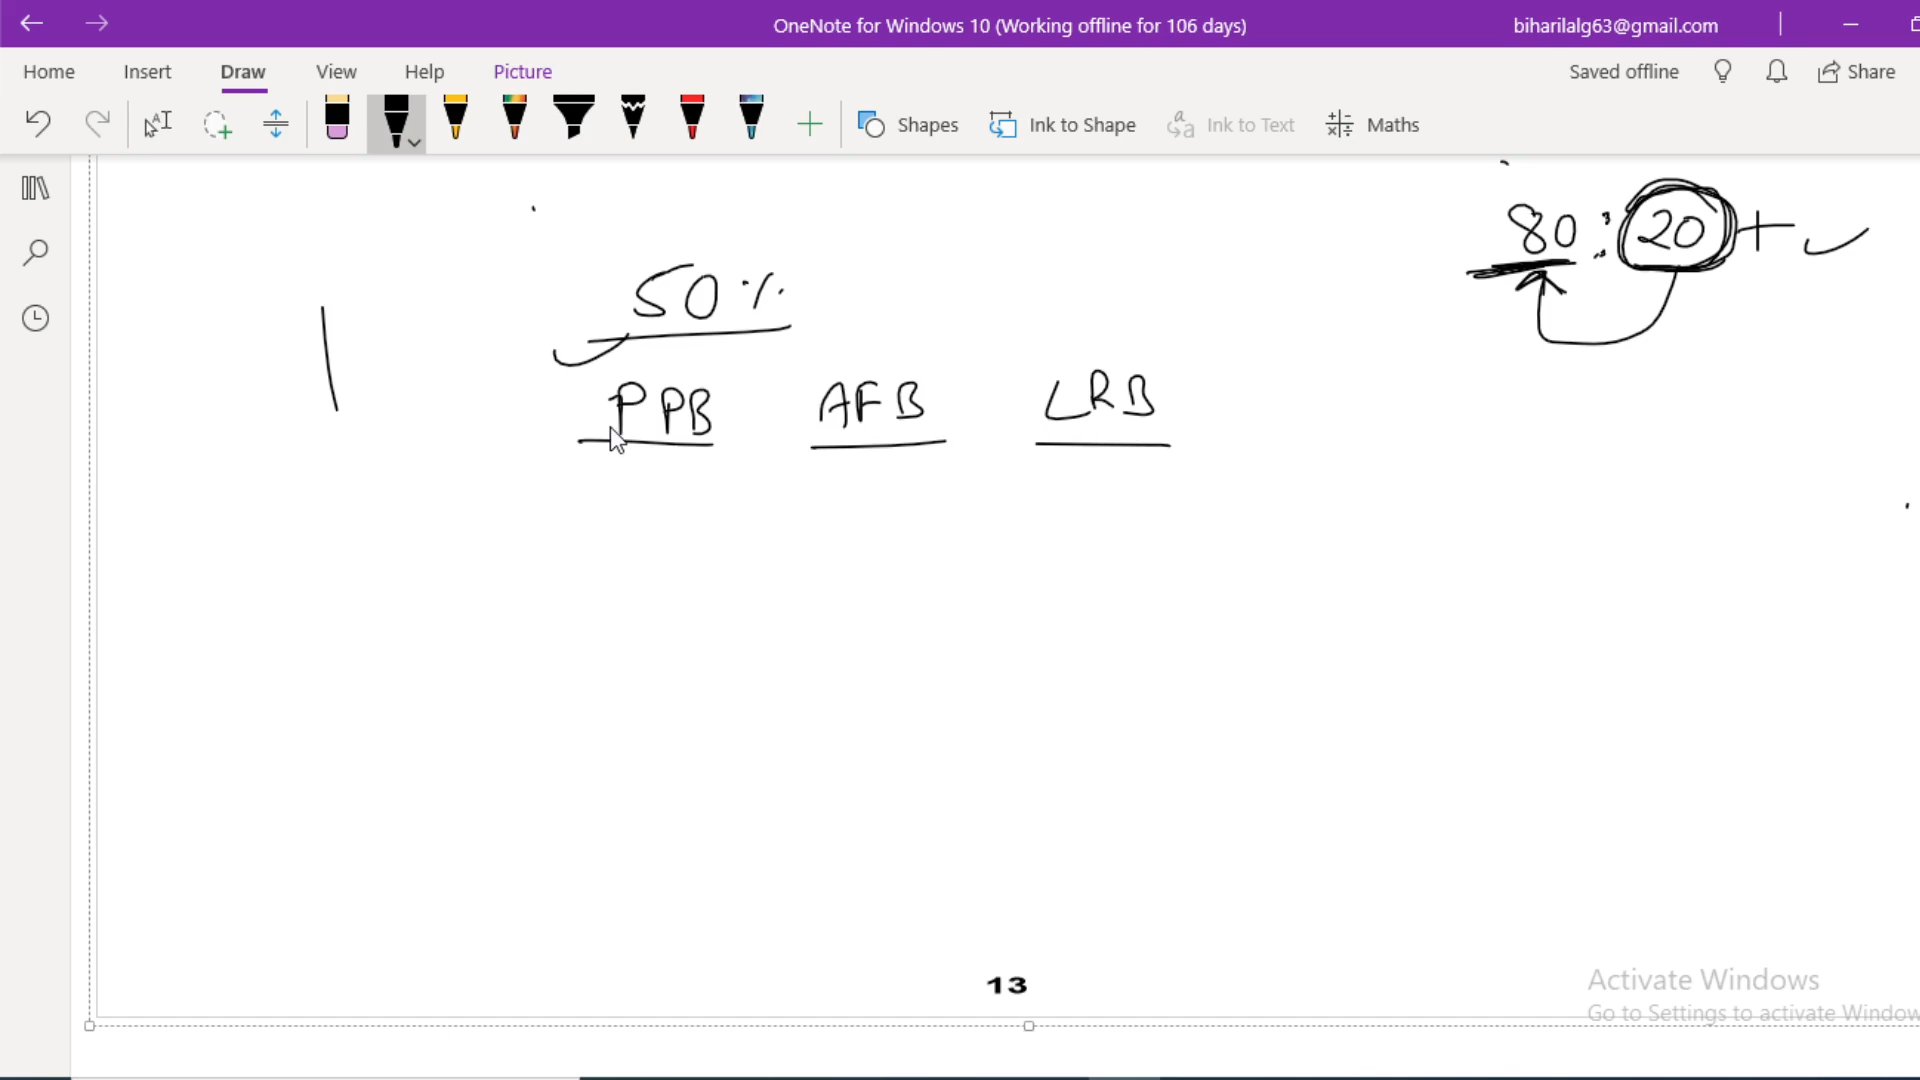 OneNote for Windows 10 (Working offline for 106 days)
biharilalg63@gmail.com
Home Insert Draw View Help Picture
Saved offline Share
Shapes Ink to Shape Ink to Text Maths
80 : 20 +
50 %
PPB AFB LRB
13
Activate Windows
Go to Settings to activate Window